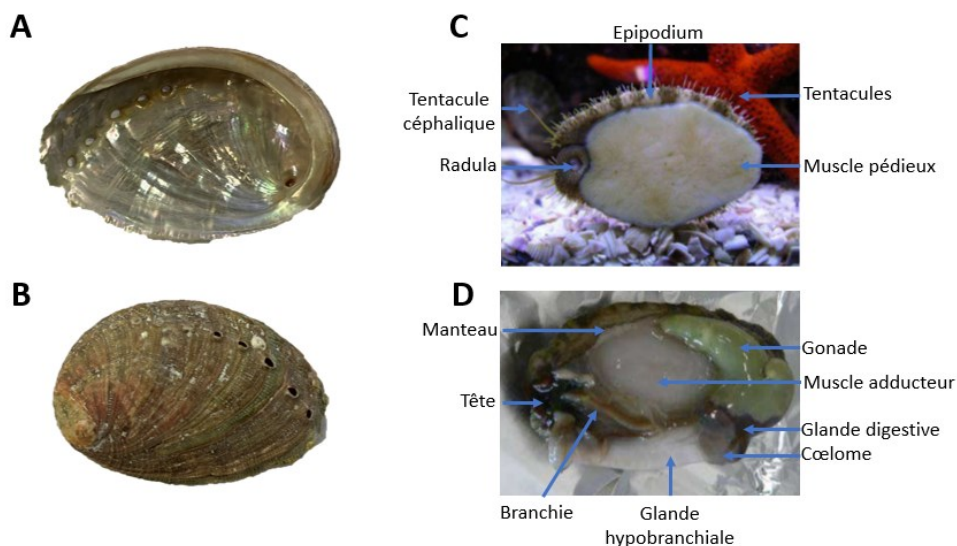 A
B
C
Epipodium
Tentacule
céphalique
Tentacules
Radula
Muscle pédieux
D
Manteau
Gonade
Muscle adducteur
Tête
Glande digestive
Cœlome
Branchie
Glande
hypobranchiale